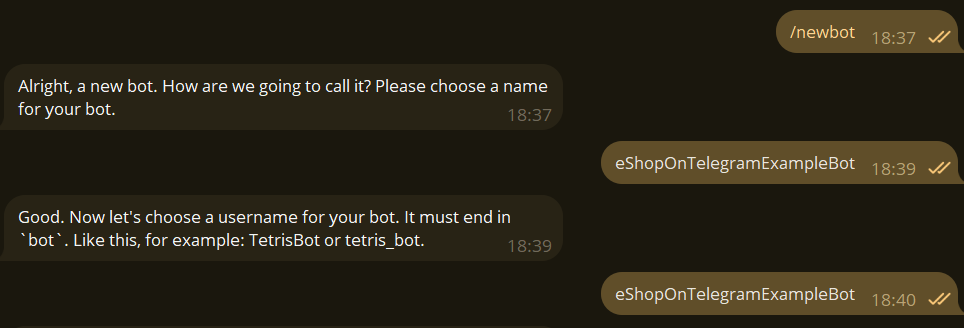 /newbot 18:37
Alright, a new bot. How are we going to call it? Please choose a name
for your bot. 18:37
eShopOnTelegramExampleBot 18:39
Good. Now let's choose a username for your bot. It must end in
`bot`. Like this, for example: TetrisBot or tetris_bot. 18:39
eShopOnTelegramExampleBot 18:40